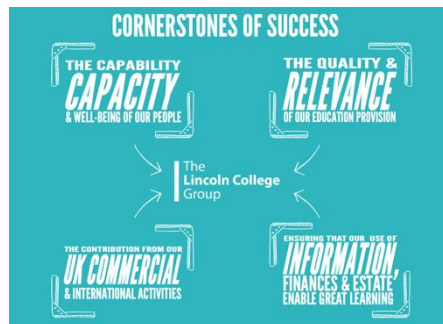 CORNERSTONES OF SUCCESS
THE CAPABILITY
CAPACITY
& WELL-BEING OF OUR PEOPLE
THE QUALITY &
RELEVANCE
OF OUR EDUCATION PROVISION
The
Lincoln College
Group
THE CONTRIBUTION FROM OUR
UK COMMERCIAL
& INTERNATIONAL ACTIVITIES
ENSURING THAT OUR USE OF
INFORMATION,
FINANCES & ESTATE
ENABLE GREAT LEARNING